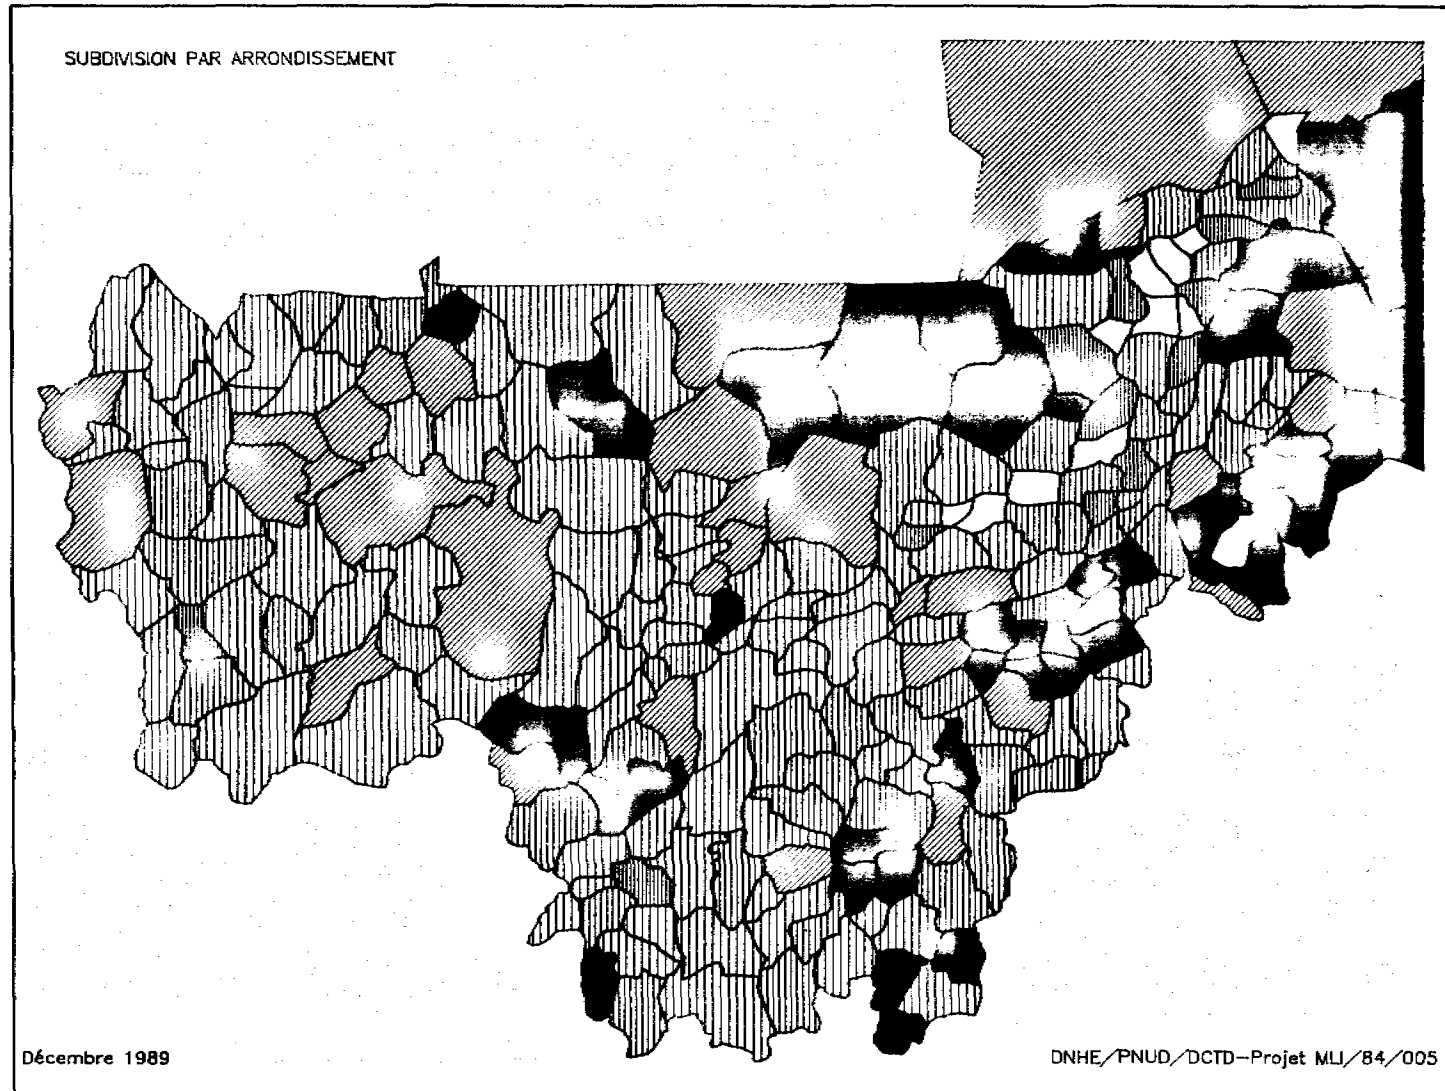 SUBDIVISION PAR ARRONDISSEMENT
Décembre 1989
DNHE/PNUD/DCTD-Projet MLI/84/005